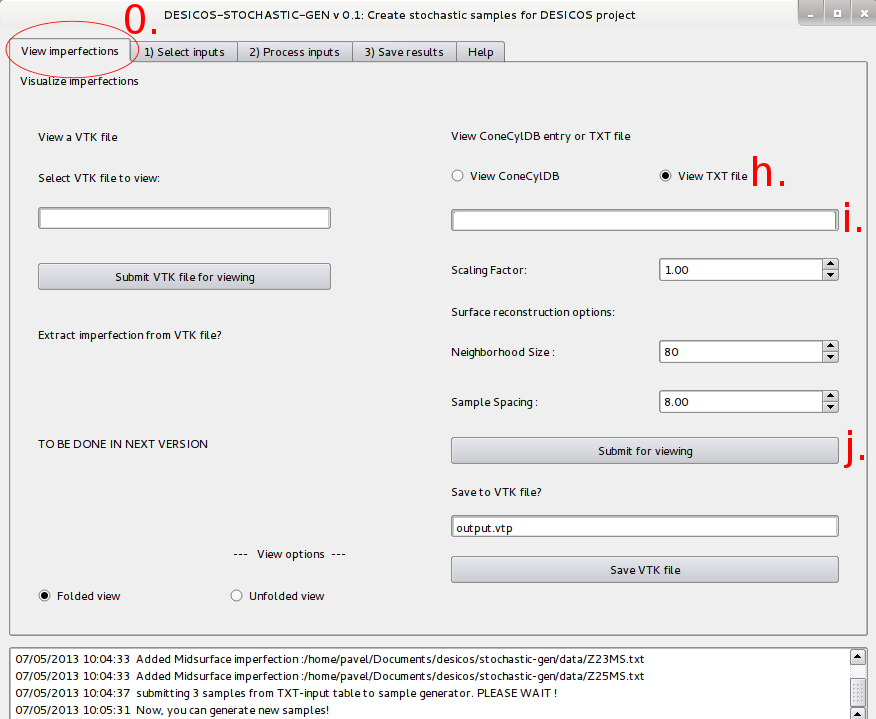 0.
DESICOS-STOCHASTIC-GEN v 0.1: Create stochastic samples for DESICOS project
View imperfections
1) Select inputs
2) Process inputs
3) Save results
Help
Visualize imperfections
View a VTK file
Select VTK file to view:
Submit VTK file for viewing
Extract imperfection from VTK file?
TO BE DONE IN NEXT VERSION
--- View options ---
Folded view
Unfolded view
View ConeCylDB entry or TXT file
View ConeCylDB
View TXT file
h.
i.
Scaling Factor:
1.00
Surface reconstruction options:
Neighborhood Size :
80
Sample Spacing :
8.00
Submit for viewing
j.
Save to VTK file?
output.vtp
Save VTK file
07/05/2013 10:04:33 Added Midsurface imperfection :/home/pavel/Documents/desicos/stochastic-gen/data/Z23MS.txt
07/05/2013 10:04:33 Added Midsurface imperfection :/home/pavel/Documents/desicos/stochastic-gen/data/Z25MS.txt
07/05/2013 10:04:37 submitting 3 samples from TXT-input table to sample generator. PLEASE WAIT !
07/05/2013 10:05:31 Now, you can generate new samples!